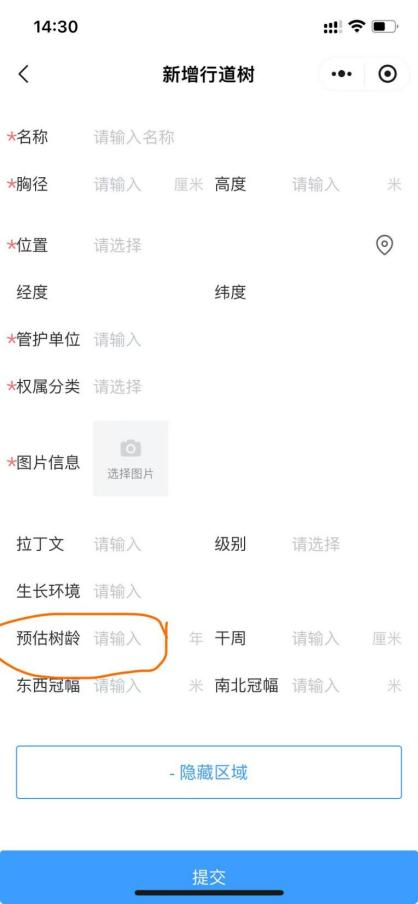 14:30
新增行道树
*名称 请输入名称
*胸径 请输入 厘米 高度 请输入 米
*位置 请选择
经度 纬度
*管护单位 请输入
*权属分类 请选择
*图片信息 选择图片
拉丁文 请输入 级别 请选择
生长环境 请输入
预估树龄 请输入 年 干周 请输入 厘米
东西冠幅 请输入 米 南北冠幅 请输入 米
- 隐藏区域
提交